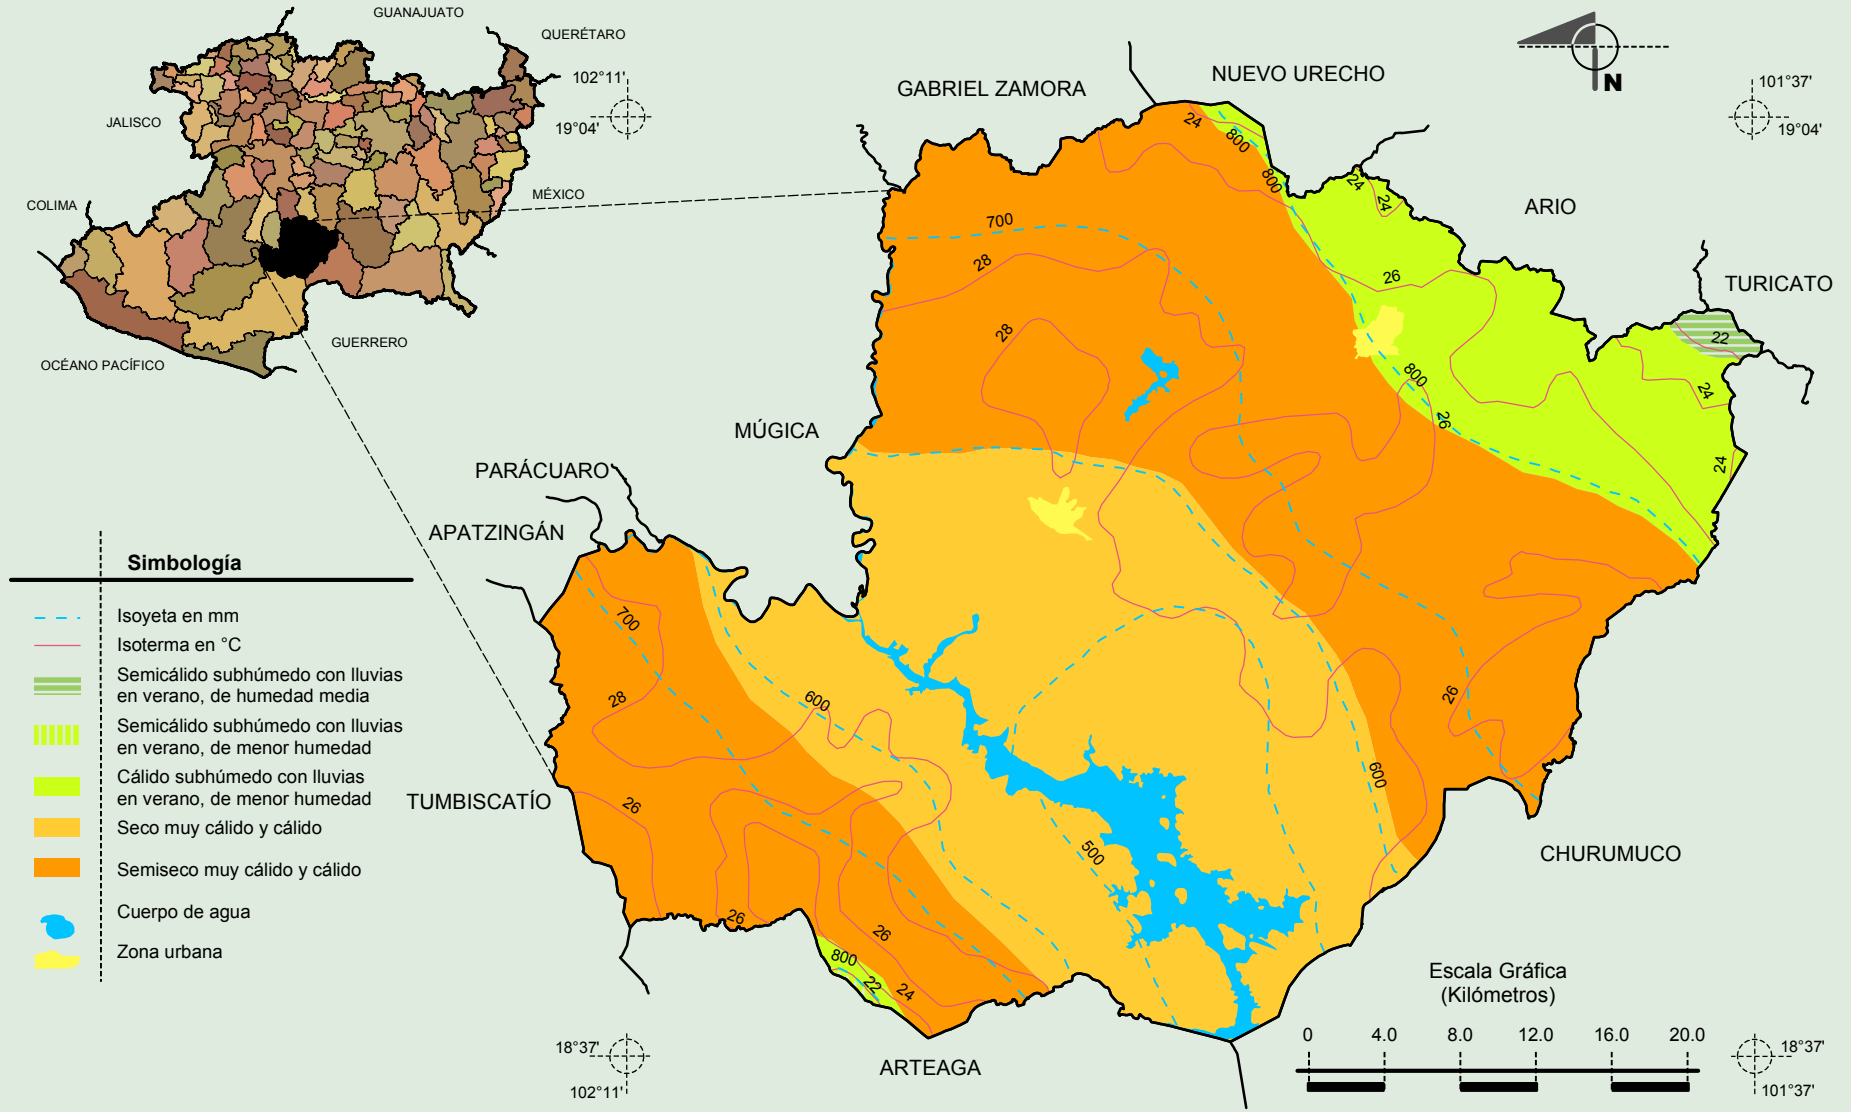 GUANAJUATO
QUERÉTARO
102°11'
19°04'
JALISCO
MÉXICO
COLIMA
GUERRERO
OCÉANO PACÍFICO
N
101°37'
19°04'
GABRIEL ZAMORA
NUEVO URECHO
ARIO
TURICATO
MÚGICA
PARÁCUARO
APATZINGÁN
TUMBISCATÍO
ARTEAGA
CHURUMUCO
24
800
800
24
24
700
28
26
28
22
800
24
26
24
700
28
600
26
26
600
500
26
26
800
22
24
Simbología
Isoyeta en mm
Isoterma en °C
Semicálido subhúmedo con lluvias
en verano, de humedad media
Semicálido subhúmedo con lluvias
en verano, de menor humedad
Cálido subhúmedo con lluvias
en verano, de menor humedad
Seco muy cálido y cálido
Semiseco muy cálido y cálido
Cuerpo de agua
Zona urbana
18°37'
102°11'
Escala Gráfica
(Kilómetros)
0 4.0 8.0 12.0 16.0 20.0
18°37'
101°37'